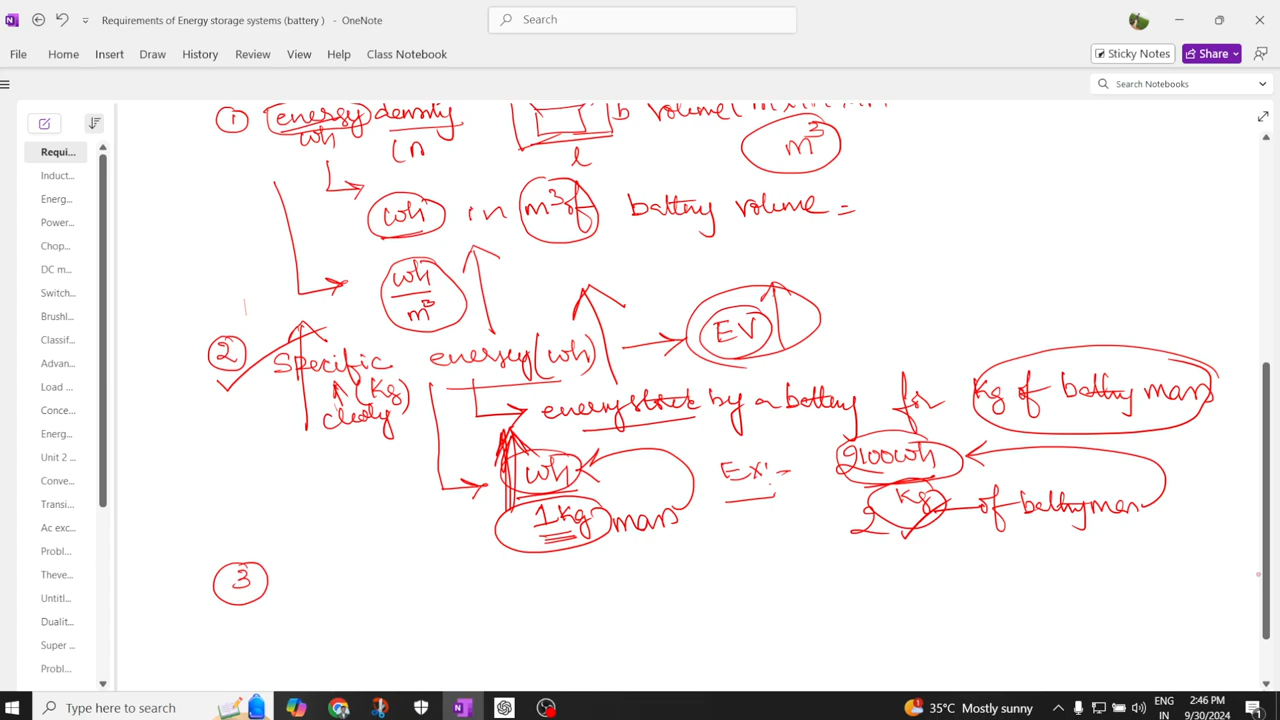 Requirements of Energy storage systems (battery ) - OneNote
Search
File Home Insert Draw History Review View Help Class Notebook
Sticky Notes
Share
Search Notebooks
Requi...
Induct...
Energ...
Power...
Chop...
DC m...
Switch...
Brushl...
Classif...
Advan...
Load ...
Conce...
Energ...
Unit 2 ...
Conve...
Transi...
Ac exc...
Probl...
Theve...
Untitl...
Dualit...
Super ...
Probl...
1 energy density b volume(
wh (n l m³
wh in m³ of battery volume =
wh
m³
2 Specific energy (wh) EV
(kg) energy by a battery for kg of battery mass
wh Ex:- 2100wh
1kg mass 2 kg of battery mass
3
Type here to search
35°C Mostly sunny
ENG
IN
2:46 PM
9/30/2024